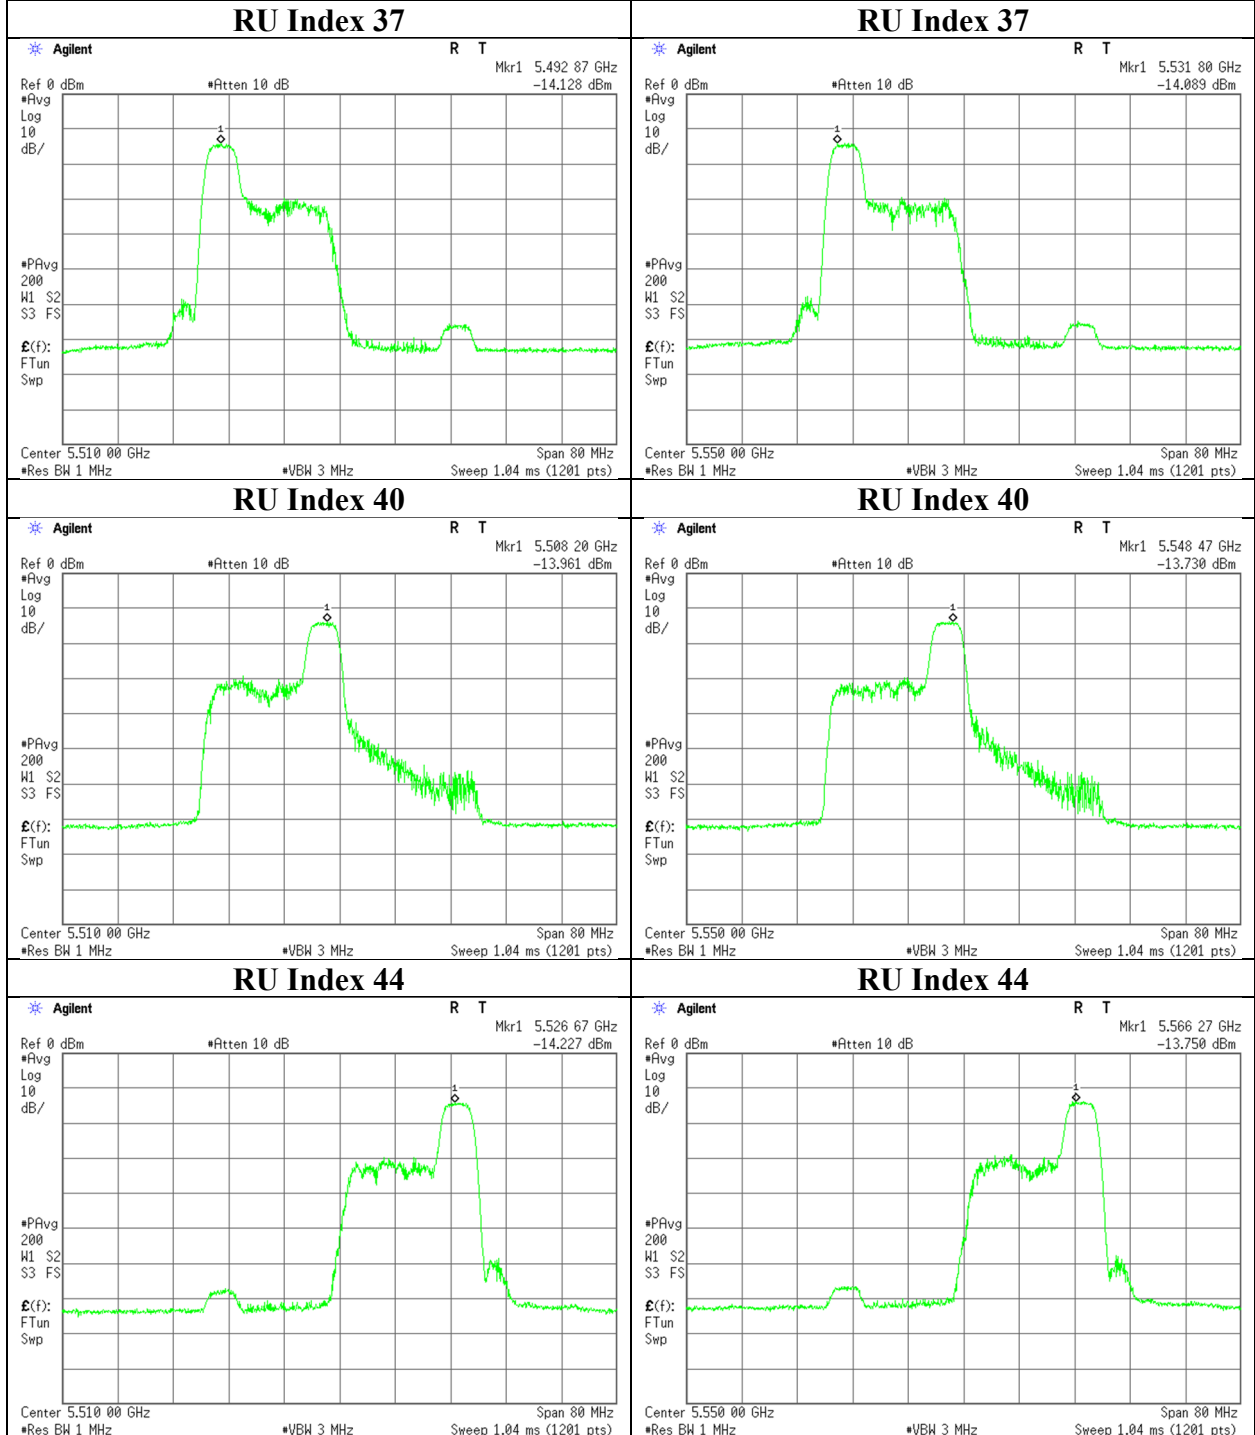 RU Index 37
Agilent
R T
Mkr1 5.492 87 GHz
Ref 0 dBm #Atten 10 dB -14.128 dBm
#Avg
Log
10
dB/
1
#PAvg
200
W1 S2
S3 FS
£(f):
FTun
Swp
Center 5.510 00 GHz Span 80 MHz
#Res BW 1 MHz #VBW 3 MHz Sweep 1.04 ms (1201 pts)
RU Index 37
Agilent
R T
Mkr1 5.531 80 GHz
Ref 0 dBm #Atten 10 dB -14.089 dBm
#Avg
Log
10
dB/
1
#PAvg
200
W1 S2
S3 FS
£(f):
FTun
Swp
Center 5.550 00 GHz Span 80 MHz
#Res BW 1 MHz #VBW 3 MHz Sweep 1.04 ms (1201 pts)
RU Index 40
Agilent
R T
Mkr1 5.508 20 GHz
Ref 0 dBm #Atten 10 dB -13.961 dBm
#Avg
Log
10
dB/
1
#PAvg
200
W1 S2
S3 FS
£(f):
FTun
Swp
Center 5.510 00 GHz Span 80 MHz
#Res BW 1 MHz #VBW 3 MHz Sweep 1.04 ms (1201 pts)
RU Index 40
Agilent
R T
Mkr1 5.548 47 GHz
Ref 0 dBm #Atten 10 dB -13.730 dBm
#Avg
Log
10
dB/
1
#PAvg
200
W1 S2
S3 FS
£(f):
FTun
Swp
Center 5.550 00 GHz Span 80 MHz
#Res BW 1 MHz #VBW 3 MHz Sweep 1.04 ms (1201 pts)
RU Index 44
Agilent
R T
Mkr1 5.526 67 GHz
Ref 0 dBm #Atten 10 dB -14.227 dBm
#Avg
Log
10
dB/
1
#PAvg
200
W1 S2
S3 FS
£(f):
FTun
Swp
Center 5.510 00 GHz Span 80 MHz
#Res BW 1 MHz #VBW 3 MHz Sweep 1.04 ms (1201 pts)
RU Index 44
Agilent
R T
Mkr1 5.566 27 GHz
Ref 0 dBm #Atten 10 dB -13.750 dBm
#Avg
Log
10
dB/
1
#PAvg
200
W1 S2
S3 FS
£(f):
FTun
Swp
Center 5.550 00 GHz Span 80 MHz
#Res BW 1 MHz #VBW 3 MHz Sweep 1.04 ms (1201 pts)